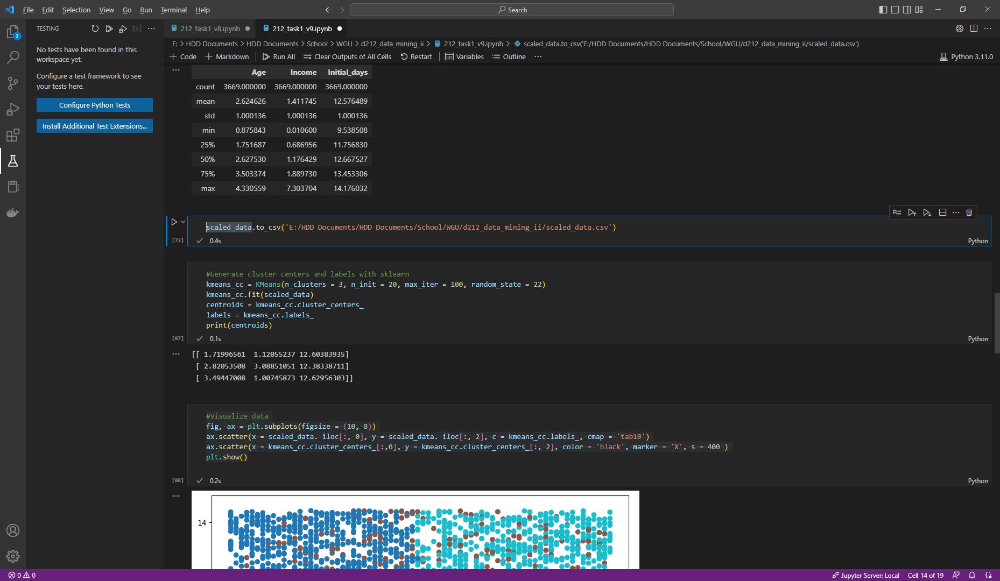 File Edit Selection View Go Run Terminal Help
Search
TESTING
212_task1_v8.ipynb
212_task1_v9.ipynb
E: > HDD Documents > HDD Documents > School > WGU > d212_data_mining_ii > 212_task1_v9.ipynb > scaled_data.to_csv('E:/HDD Documents/HDD Documents/School/WGU/d212_data_mining_ii/scaled_data.csv')
+ Code + Markdown Run All Clear Outputs of All Cells Restart Variables Outline ...
Python 3.11.0
2
No tests have been found in this
workspace yet.
Configure a test framework to see
your tests here.
Configure Python Tests
Install Additional Test Extensions...
Age Income Initial_days
count 3669.000000 3669.000000 3669.000000
mean 2.624626 1.411745 12.576489
std 1.000136 1.000136 1.000136
min 0.875843 0.010600 9.538508
25% 1.751687 0.686956 11.756830
50% 2.627530 1.176429 12.667527
75% 3.503374 1.889730 13.453306
max 4.330559 7.303704 14.176032
scaled_data.to_csv('E:/HDD Documents/HDD Documents/School/WGU/d212_data_mining_ii/scaled_data.csv')
[72] 0.4s Python
#Generate cluster centers and labels with sklearn
kmeans_cc = KMeans(n_clusters = 3, n_init = 20, max_iter = 100, random_state = 22)
kmeans_cc.fit(scaled_data)
centroids = kmeans_cc.cluster_centers_
labels = kmeans_cc.labels_
print(centroids)
[87] 0.1s Python
[[ 1.71996561 1.12055237 12.60383935]
[ 2.82053508 3.08851051 12.38338711]
[ 3.49447008 1.00745873 12.62956303]]
#Visualize data
fig, ax = plt.subplots(figsize = (10, 8))
ax.scatter(x = scaled_data. iloc[:, 0], y = scaled_data. iloc[:, 2], c = kmeans_cc.labels_, cmap = 'tab10')
ax.scatter(x = kmeans_cc.cluster_centers_[:,0], y = kmeans_cc.cluster_centers_[:, 2], color = 'black', marker = 'X', s = 400 )
plt.show()
[88] 0.2s Python
14
0 0
Jupyter Server: Local Cell 14 of 19